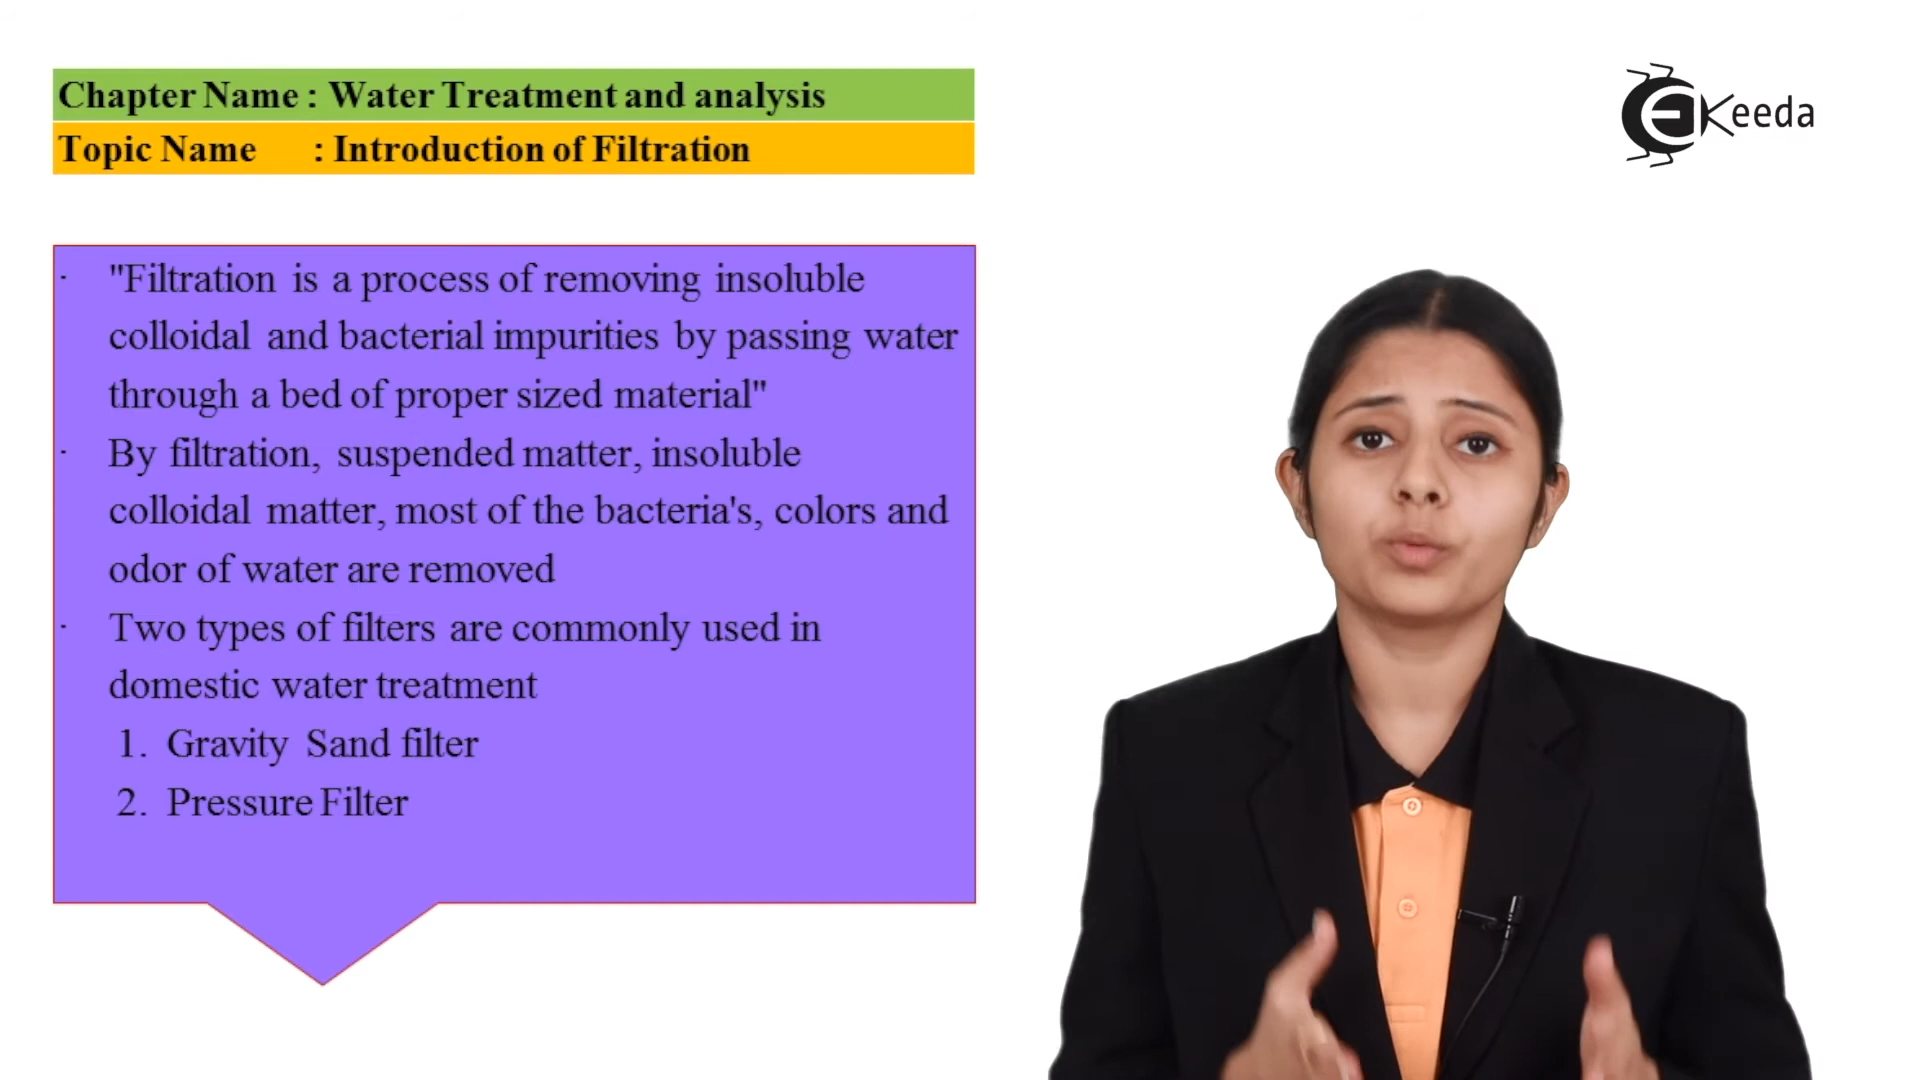 Chapter Name : Water Treatment and analysis
Topic Name : Introduction of Filtration
Keeda
· "Filtration is a process of removing insoluble
colloidal and bacterial impurities by passing water
through a bed of proper sized material"
· By filtration, suspended matter, insoluble
colloidal matter, most of the bacteria's, colors and
odor of water are removed
· Two types of filters are commonly used in
domestic water treatment
1. Gravity Sand filter
2. Pressure Filter